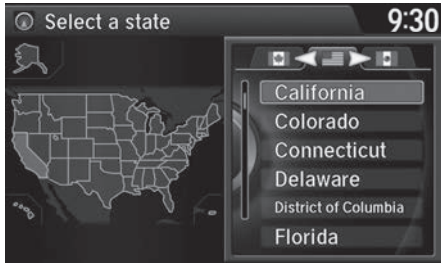 Select a state
9:30
California
Colorado
Connecticut
Delaware
District of Columbia
Florida